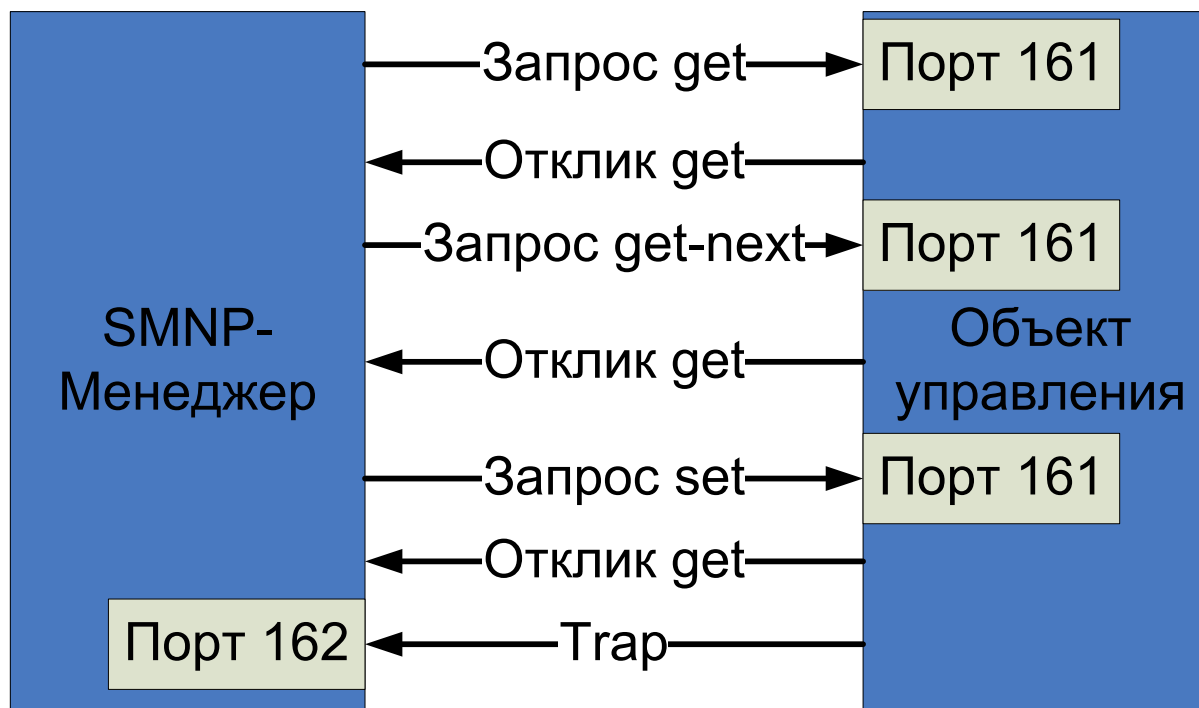 Запрос get
Порт 161
Отклик get
Запрос get-next
Порт 161
SMNP-
Менеджер
Объект
управления
Отклик get
Запрос set
Порт 161
Отклик get
Порт 162
Trap